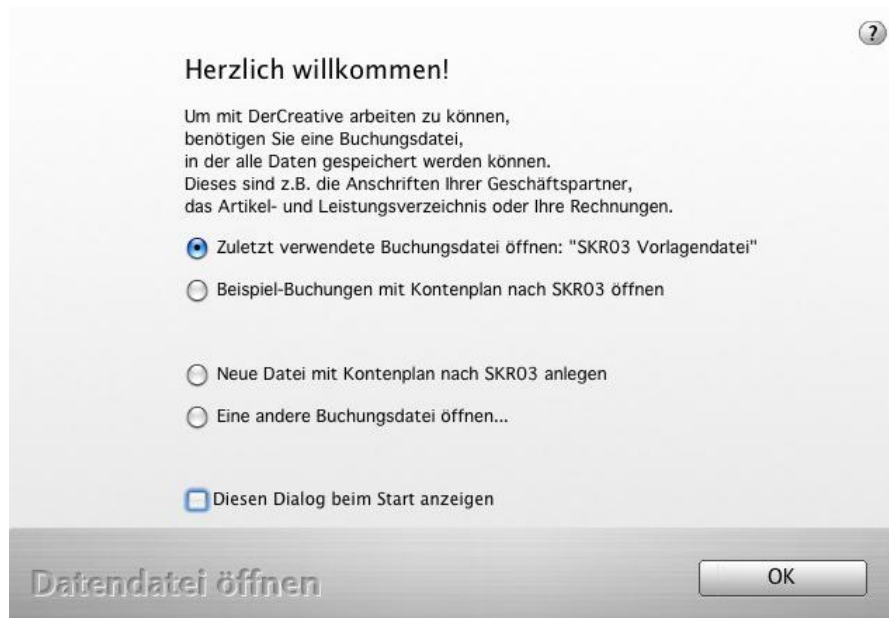 ?
Herzlich willkommen!
Um mit DerCreative arbeiten zu können,
benötigen Sie eine Buchungsdatei,
in der alle Daten gespeichert werden können.
Dieses sind z.B. die Anschriften Ihrer Geschäftspartner,
das Artikel- und Leistungsverzeichnis oder Ihre Rechnungen.
Zuletzt verwendete Buchungsdatei öffnen: "SKR03 Vorlagendatei"
Beispiel-Buchungen mit Kontenplan nach SKR03 öffnen
Neue Datei mit Kontenplan nach SKR03 anlegen
Eine andere Buchungsdatei öffnen...
Diesen Dialog beim Start anzeigen
Datendatei öffnen
OK